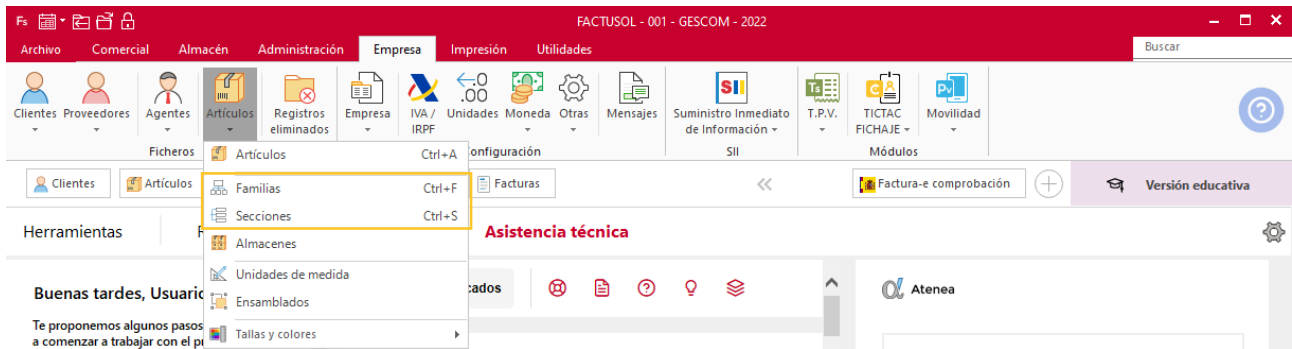 Fs FACTUSOL - 001 - GESCOM - 2022
Archivo Comercial Almacén Administración Empresa Impresión Utilidades Buscar
Clientes Proveedores Agentes Artículos Registros eliminados Empresa IVA / IRPF Unidades Moneda Otras Mensajes Suministro Inmediato de Información T.P.V. TICTAC FICHAJE Movilidad
Ficheros onfiguración SII Módulos
Clientes Artículos Facturas Factura-e comprobación Versión educativa
Artículos Ctrl+A
Familias Ctrl+F
Secciones Ctrl+S
Almacenes
Unidades de medida
Ensamblados
Tallas y colores
Herramientas Asistencia técnica
Buenas tardes, Usuario cados Atenea
Te proponemos algunos pasos
a comenzar a trabajar con el pr